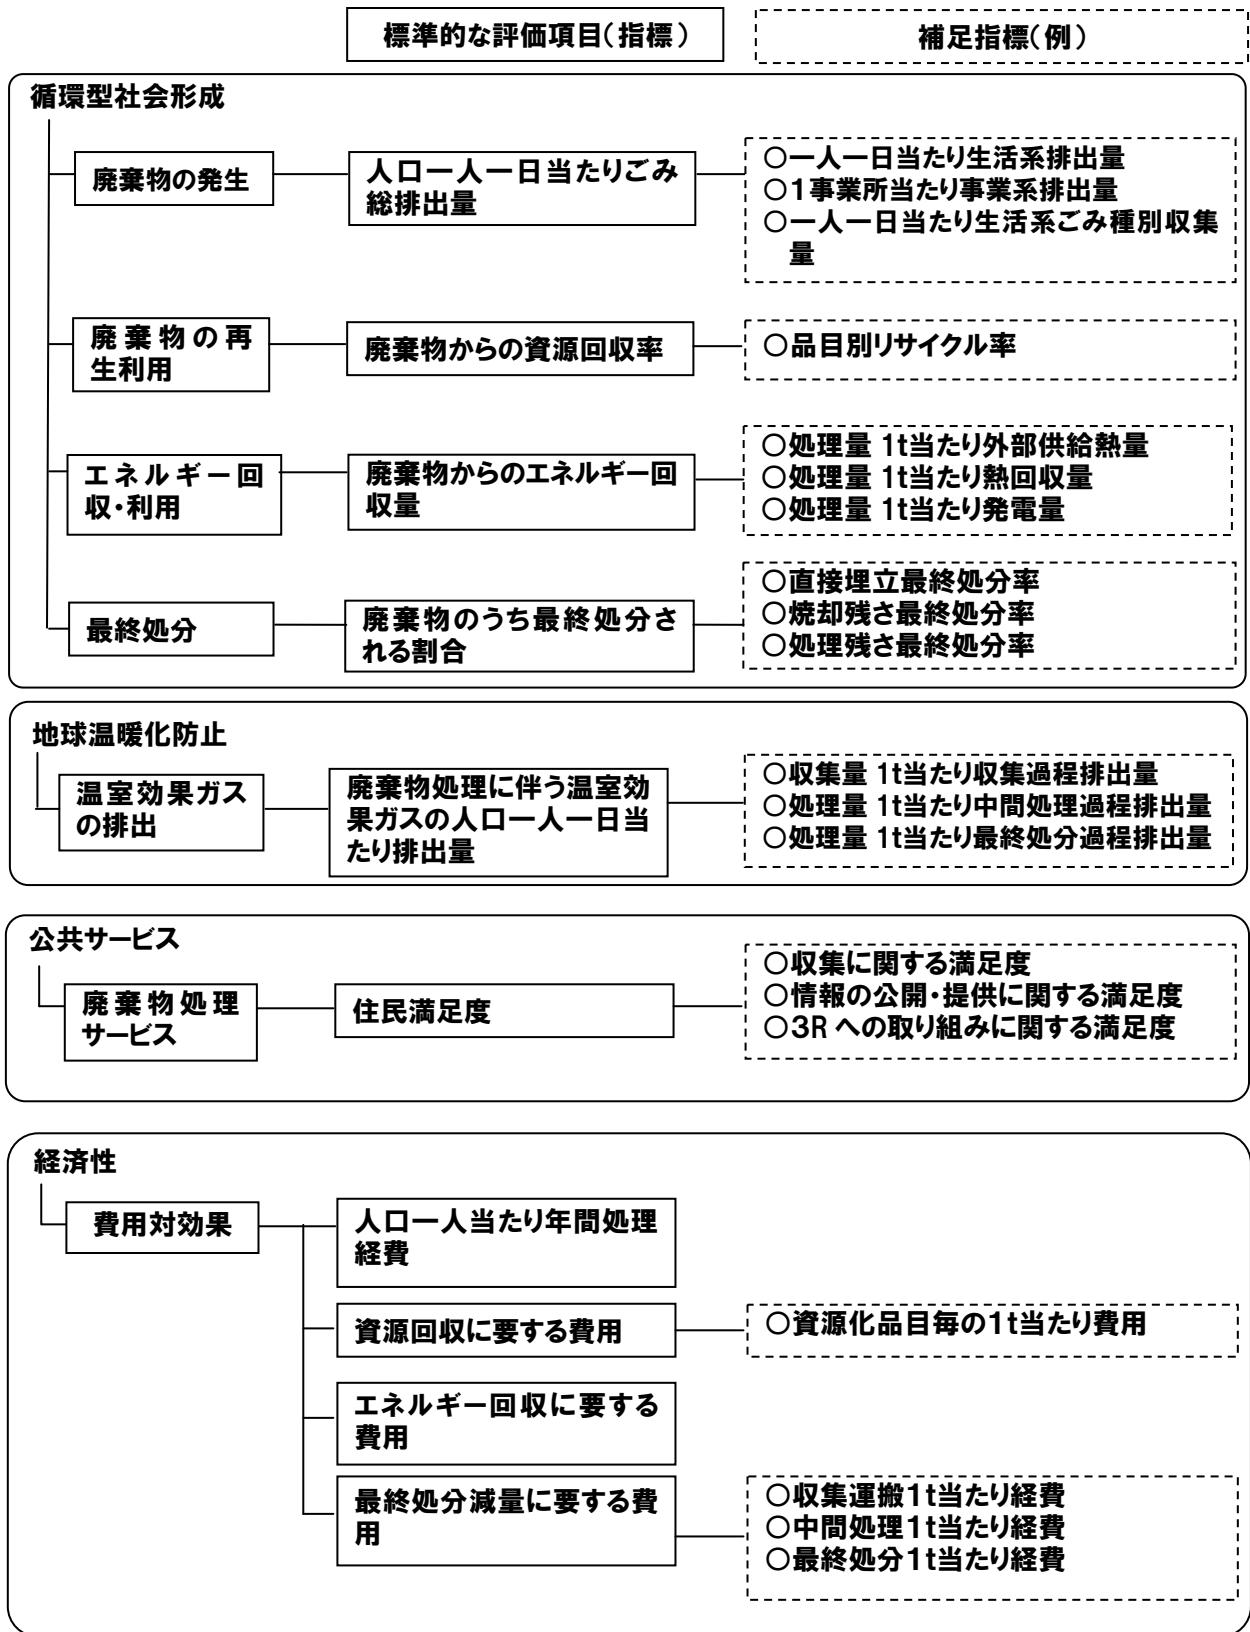 標準的な評価項目(指標)
補足指標(例)
循環型社会形成
廃棄物の発生
人口一人一日当たりごみ
総排出量
○一人一日当たり生活系排出量
○1事業所当たり事業系排出量
○一人一日当たり生活系ごみ種別収集
量
廃棄物の再
生利用
廃棄物からの資源回収率
○品目別リサイクル率
エネルギー回
収・利用
廃棄物からのエネルギー回
収量
○処理量 1t当たり外部供給熱量
○処理量 1t当たり熱回収量
○処理量 1t当たり発電量
最終処分
廃棄物のうち最終処分さ
れる割合
○直接埋立最終処分率
○焼却残さ最終処分率
○処理残さ最終処分率
地球温暖化防止
温室効果ガス
の排出
廃棄物処理に伴う温室効
果ガスの人口一人一日当
たり排出量
○収集量 1t当たり収集過程排出量
○処理量 1t当たり中間処理過程排出量
○処理量 1t当たり最終処分過程排出量
公共サービス
廃棄物処理
サービス
住民満足度
○収集に関する満足度
○情報の公開・提供に関する満足度
○3R への取り組みに関する満足度
経済性
費用対効果
人口一人当たり年間処理
経費
資源回収に要する費用
○資源化品目毎の1t当たり費用
エネルギー回収に要する
費用
最終処分減量に要する費
用
○収集運搬1t当たり経費
○中間処理1t当たり経費
○最終処分1t当たり経費